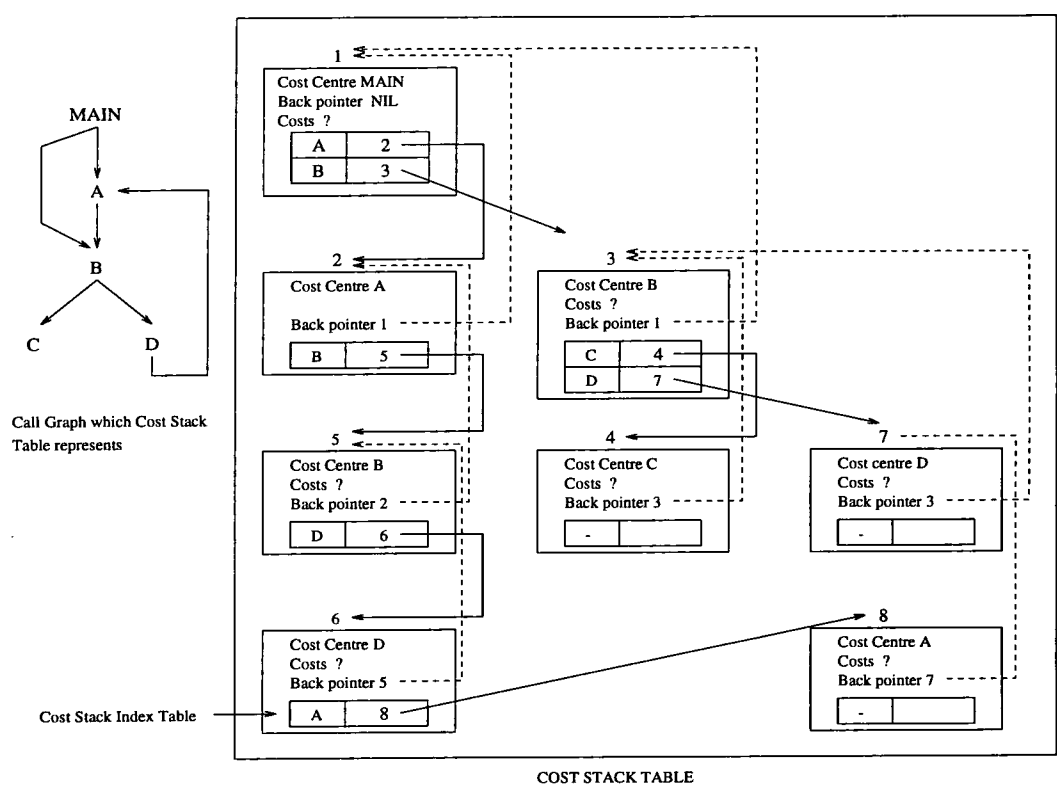 MAIN
A
B
C
D
Call Graph which Cost Stack
Table represents
Cost Stack Index Table
1
Cost Centre MAIN
Back pointer NIL
Costs ?
A 2
B 3
2
Cost Centre A
Back pointer 1
B 5
3
Cost Centre B
Costs ?
Back pointer 1
C 4
D 7
5
Cost Centre B
Costs ?
Back pointer 2
D 6
4
Cost Centre C
Costs ?
Back pointer 3
-
7
Cost centre D
Costs ?
Back pointer 3
-
6
Cost Centre D
Costs ?
Back pointer 5
A 8
8
Cost Centre A
Costs ?
Back pointer 7
-
COST STACK TABLE